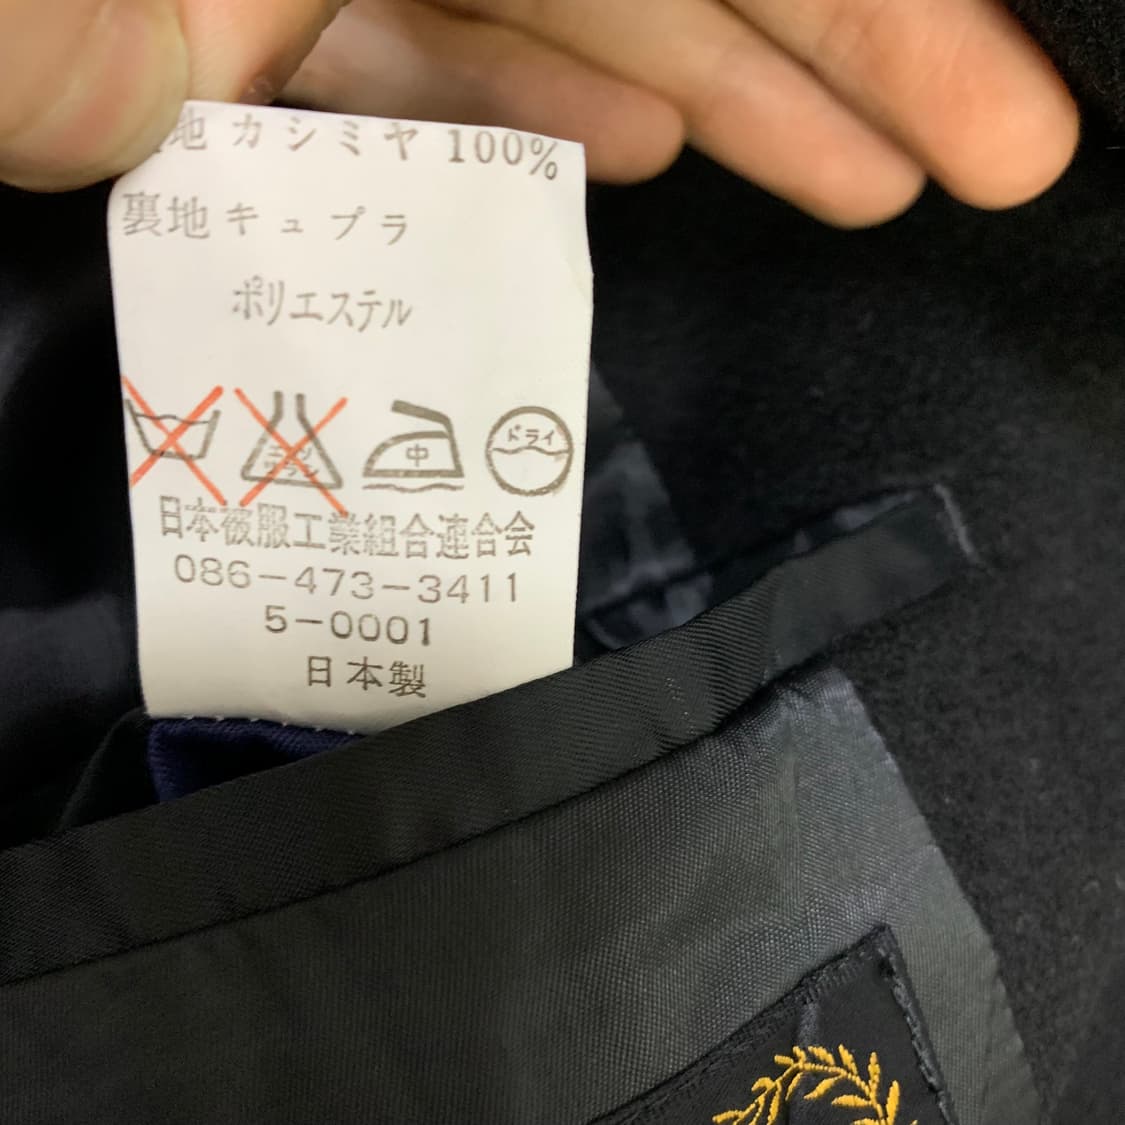 地 カシミヤ 100%
裏地 キュプラ
ポリエステル
中
ドライ
日本被服工業組合連合会
086-473-3411
5-0001
日本製